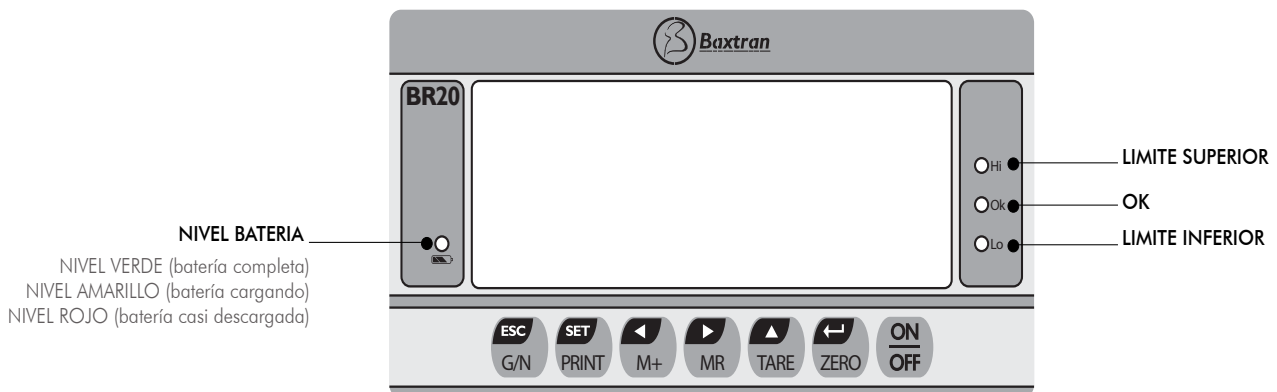 Baxtran
BR20
Hi
Ok
Lo
LIMITE SUPERIOR
OK
LIMITE INFERIOR
NIVEL BATERIA
NIVEL VERDE (batería completa)
NIVEL AMARILLO (batería cargando)
NIVEL ROJO (batería casi descargada)
ESC SET
G/N PRINT M+ MR TARE ZERO
ON
OFF